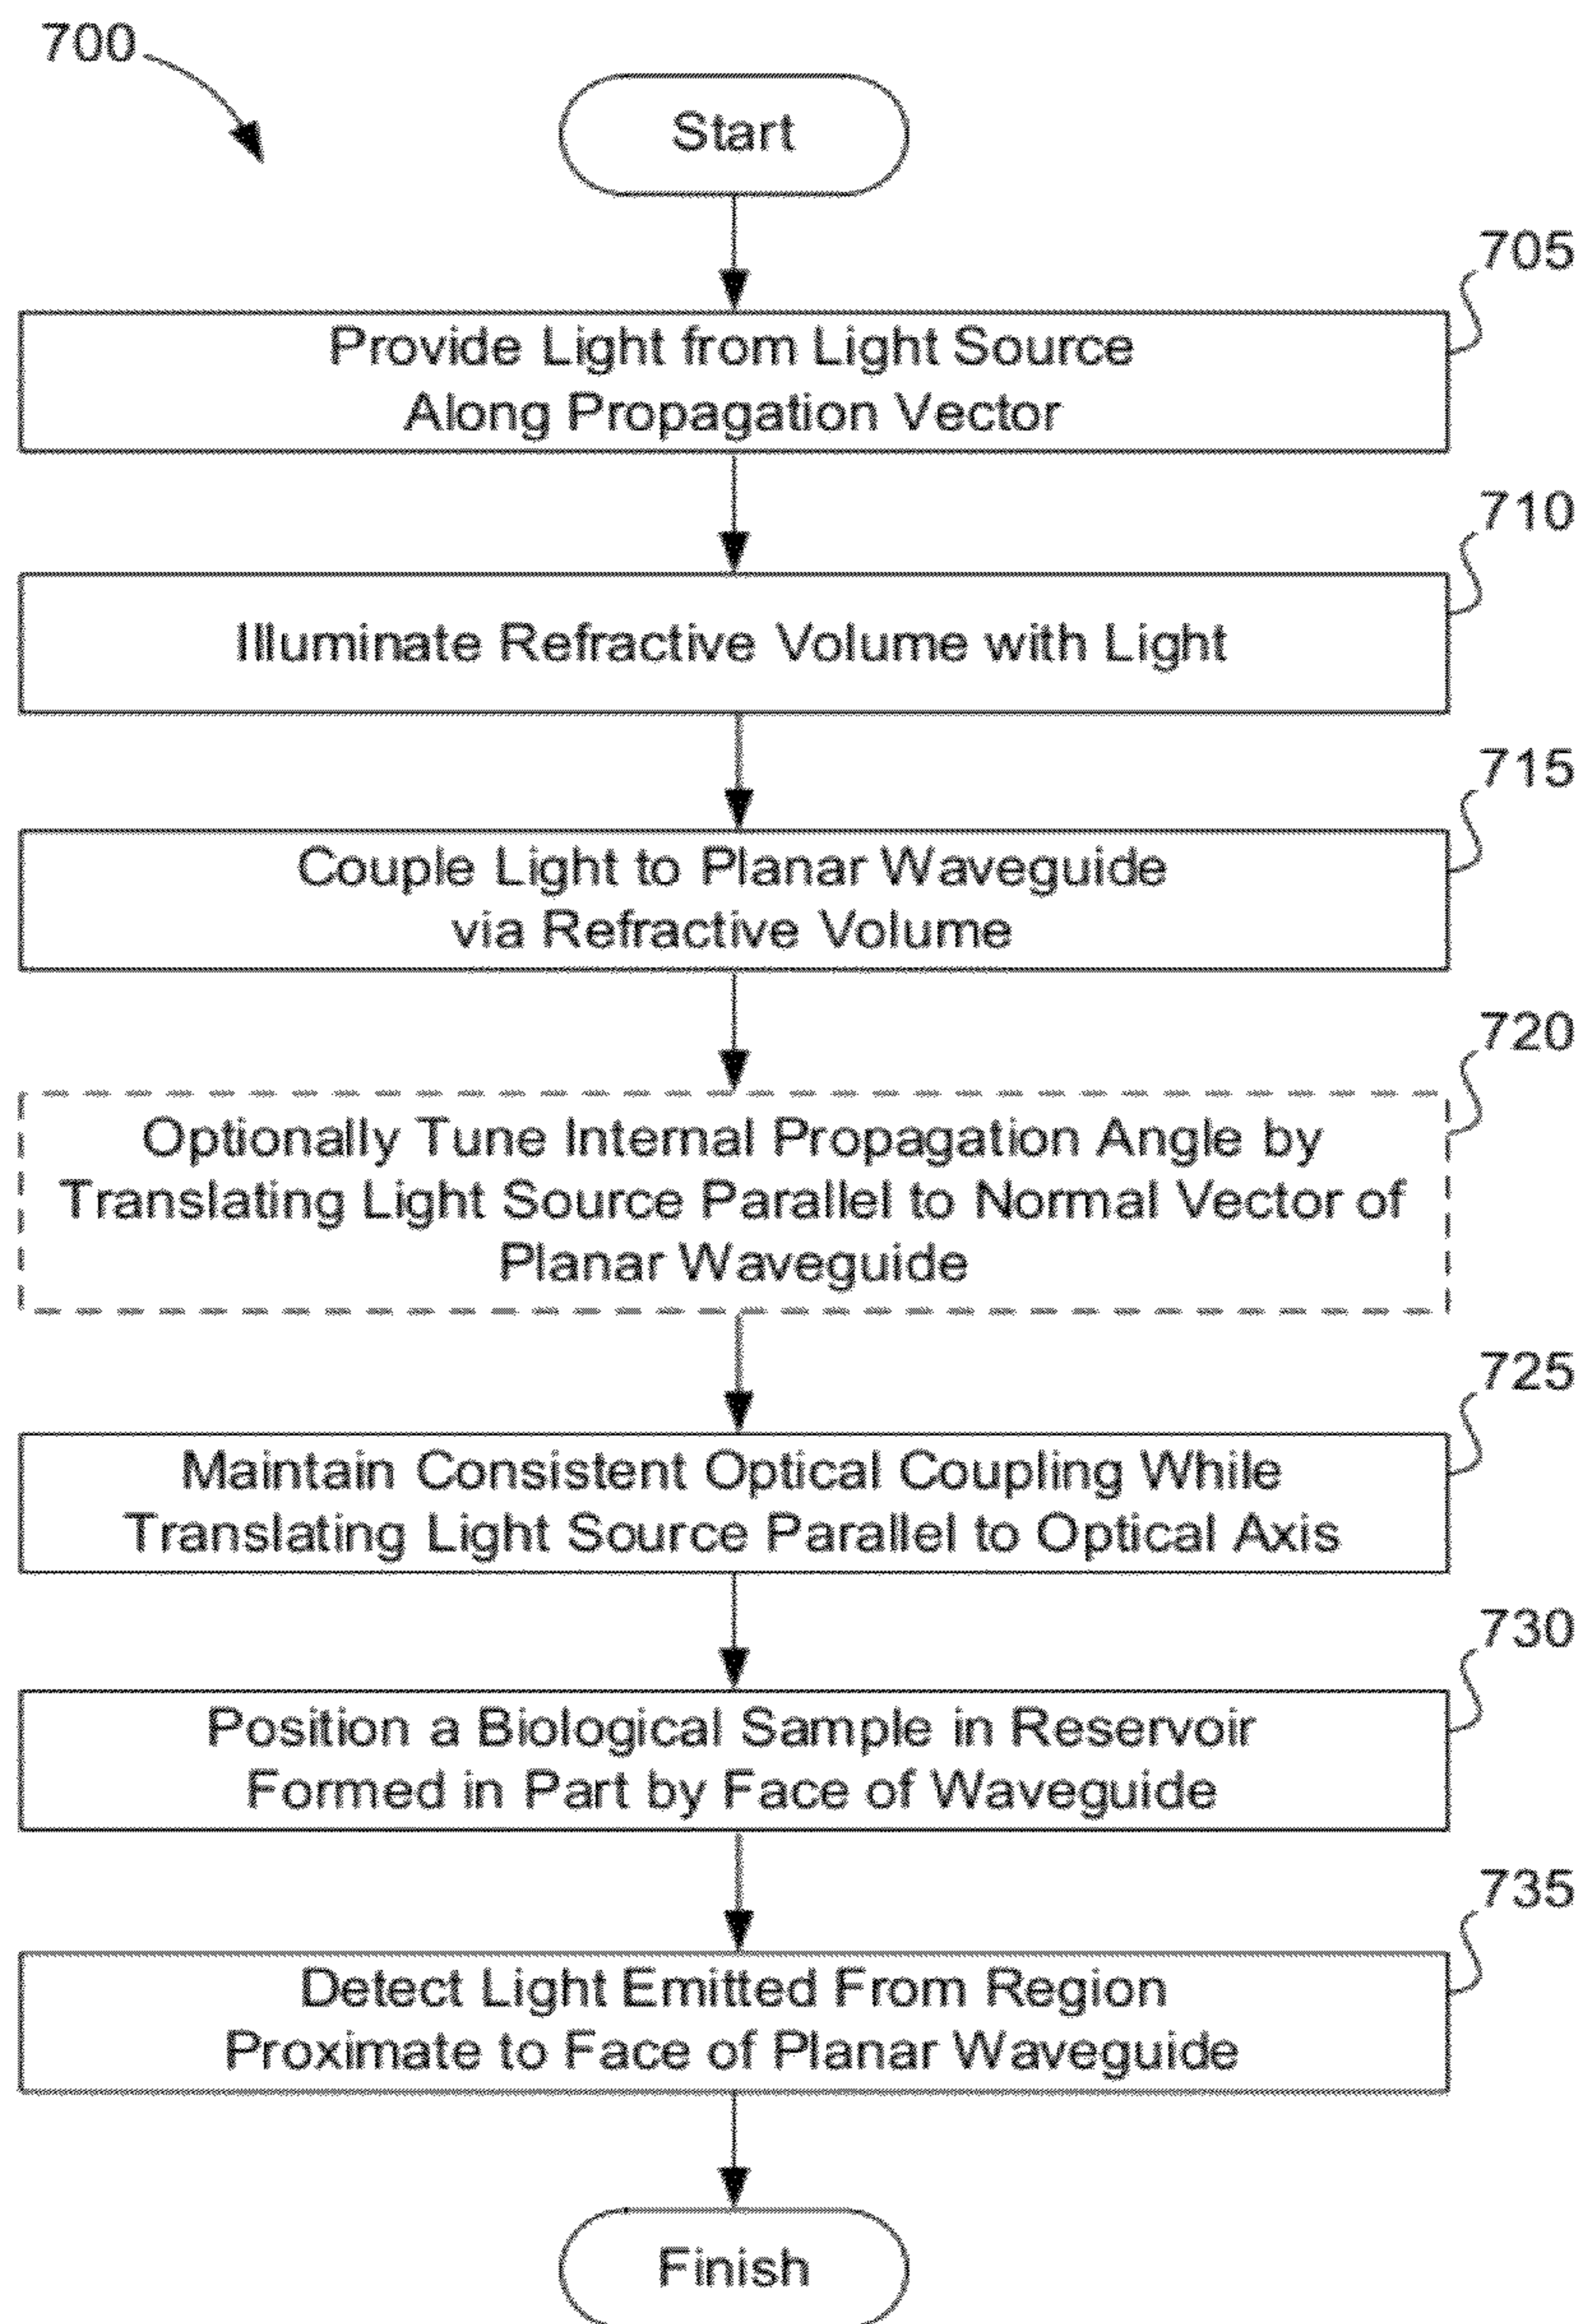 700
Start
705
Provide Light from Light Source
Along Propagation Vector
710
Illuminate Refractive Volume with Light
715
Couple Light to Planar Waveguide
via Refractive Volume
720
Optionally Tune Internal Propagation Angle by
Translating Light Source Parallel to Normal Vector of
Planar Waveguide
725
Maintain Consistent Optical Coupling While
Translating Light Source Parallel to Optical Axis
730
Position a Biological Sample in Reservoir
Formed in Part by Face of Waveguide
735
Detect Light Emitted From Region
Proximate to Face of Planar Waveguide
Finish